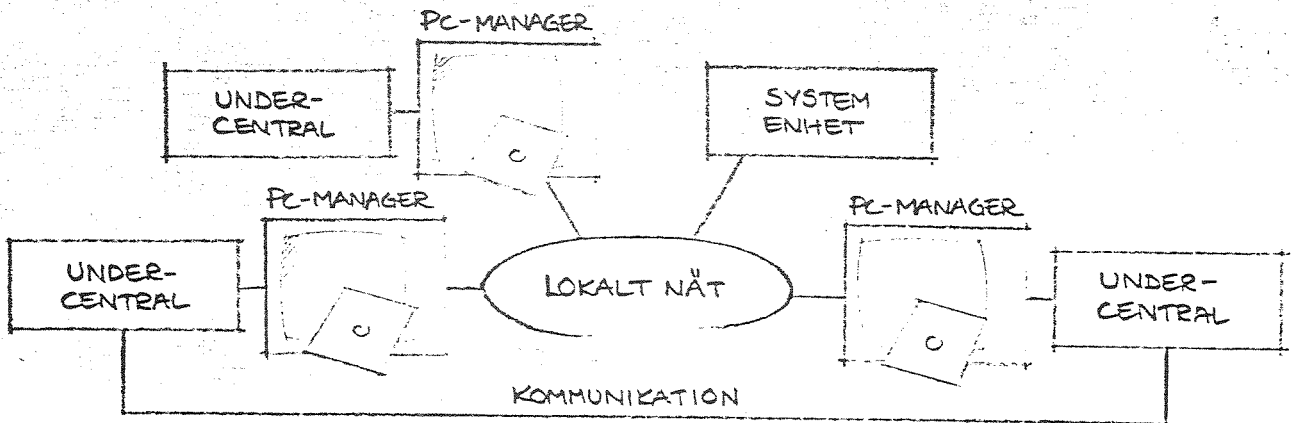 PC-MANAGER
UNDER-
CENTRAL
C
SYSTEM
ENHET
PC-MANAGER
UNDER-
CENTRAL
C
LOKALT NÄT
PC-MANAGER
C
UNDER-
CENTRAL
KOMMUNIKATION